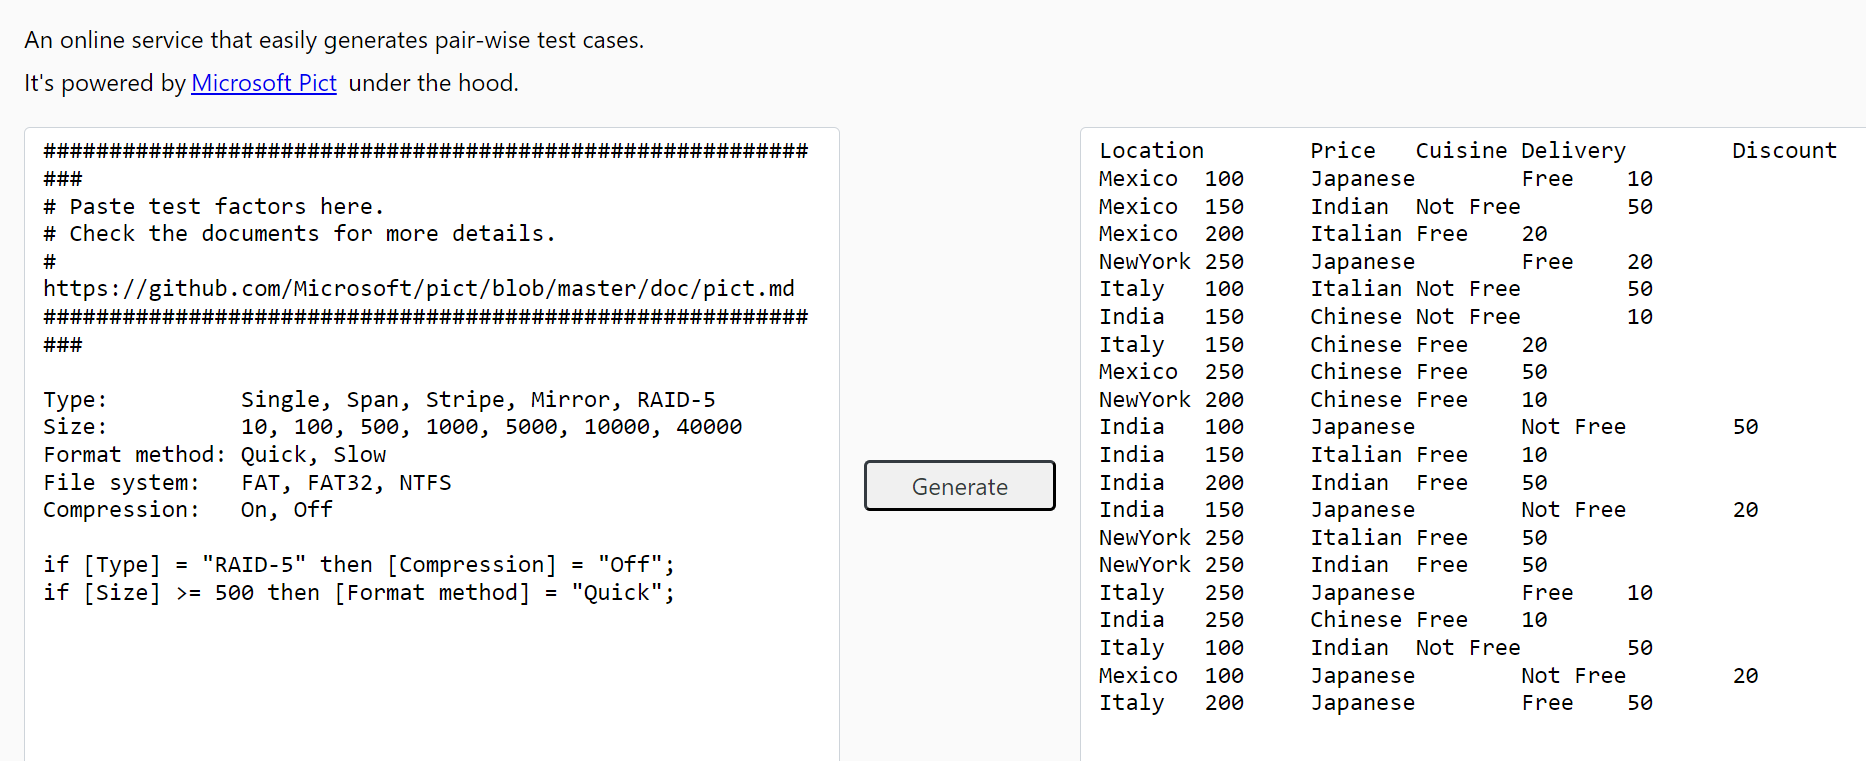 An online service that easily generates pair-wise test cases.
It's powered by Microsoft Pict under the hood.
##########################################################
###
# Paste test factors here.
# Check the documents for more details.
#
https://github.com/Microsoft/pict/blob/master/doc/pict.md
##########################################################
###
Type: Single, Span, Stripe, Mirror, RAID-5
Size: 10, 100, 500, 1000, 5000, 10000, 40000
Format method: Quick, Slow
File system: FAT, FAT32, NTFS
Compression: On, Off
if [Type] = "RAID-5" then [Compression] = "Off";
if [Size] >= 500 then [Format method] = "Quick";
Generate
Location Price Cuisine Delivery Discount
Mexico 100 Japanese Free 10
Mexico 150 Indian Not Free 50
Mexico 200 Italian Free 20
NewYork 250 Japanese Free 20
Italy 100 Italian Not Free 50
India 150 Chinese Not Free 10
Italy 150 Chinese Free 20
Mexico 250 Chinese Free 50
NewYork 200 Chinese Free 10
India 100 Japanese Not Free 50
India 150 Italian Free 10
India 200 Indian Free 50
India 150 Japanese Not Free 20
NewYork 250 Italian Free 50
NewYork 250 Indian Free 50
Italy 250 Japanese Free 10
India 250 Chinese Free 10
Italy 100 Indian Not Free 50
Mexico 100 Japanese Not Free 20
Italy 200 Japanese Free 50